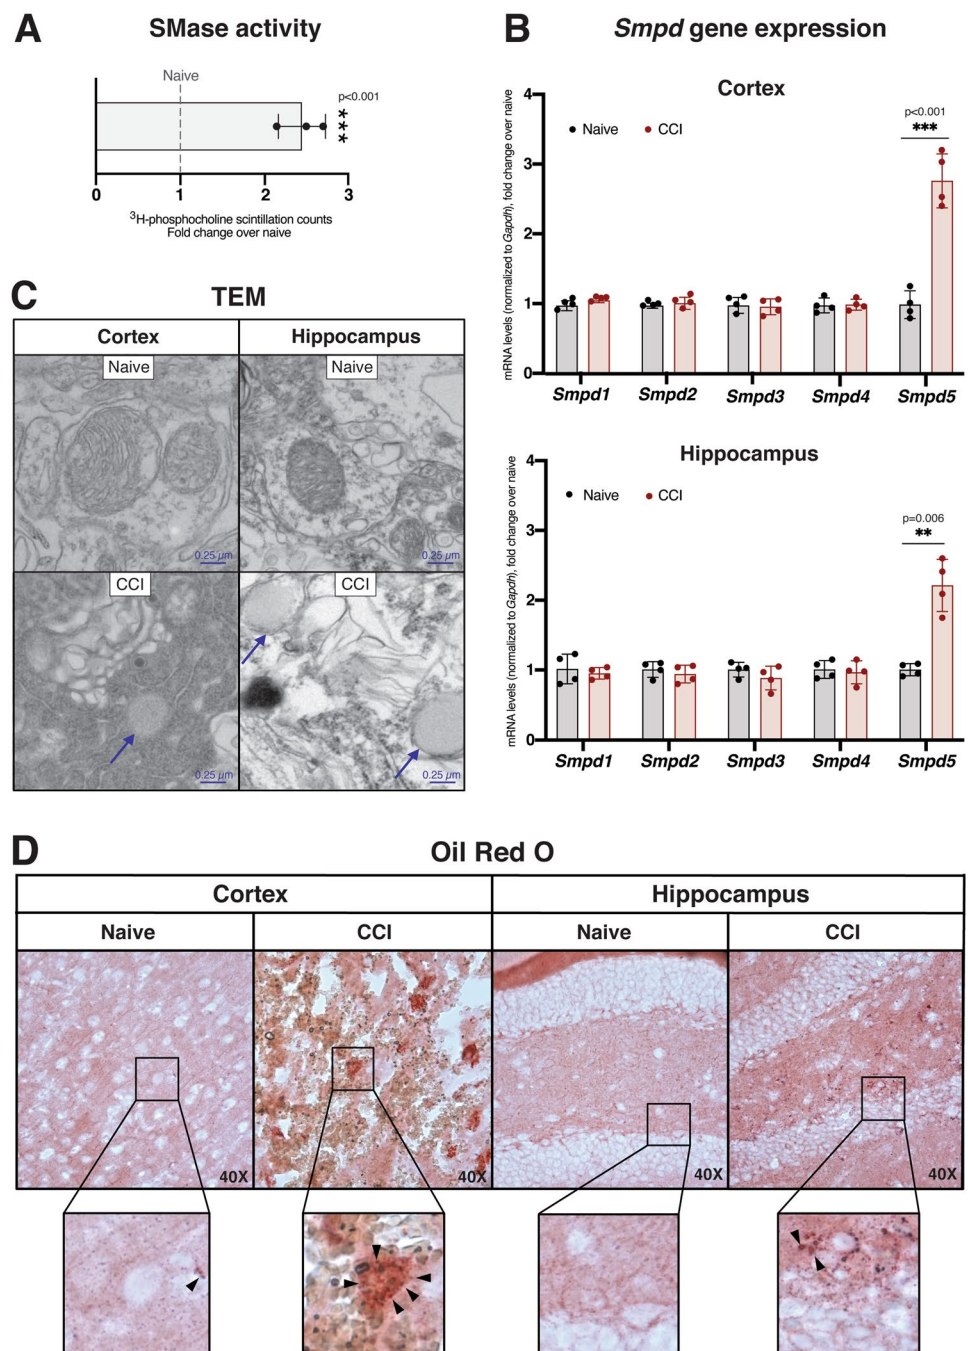 A
SMase activity
Naive
p<0.001
***
0 1 2 3
³H-phosphocholine scintillation counts
Fold change over naive
B
Smpd gene expression
Cortex
mRNA levels (normalized to Gapdh), fold change over naive
4
3
2
1
0
Naive CCI
p<0.001
***
Smpd1 Smpd2 Smpd3 Smpd4 Smpd5
Hippocampus
mRNA levels (normalized to Gapdh), fold change over naive
4
3
2
1
0
Naive CCI
p=0.006
**
Smpd1 Smpd2 Smpd3 Smpd4 Smpd5
C
TEM
Cortex Hippocampus
Naive Naive
0.25 µm 0.25 µm
CCI CCI
0.25 µm 0.25 µm
D
Oil Red O
Cortex Hippocampus
Naive CCI Naive CCI
40X 40X 40X 40X